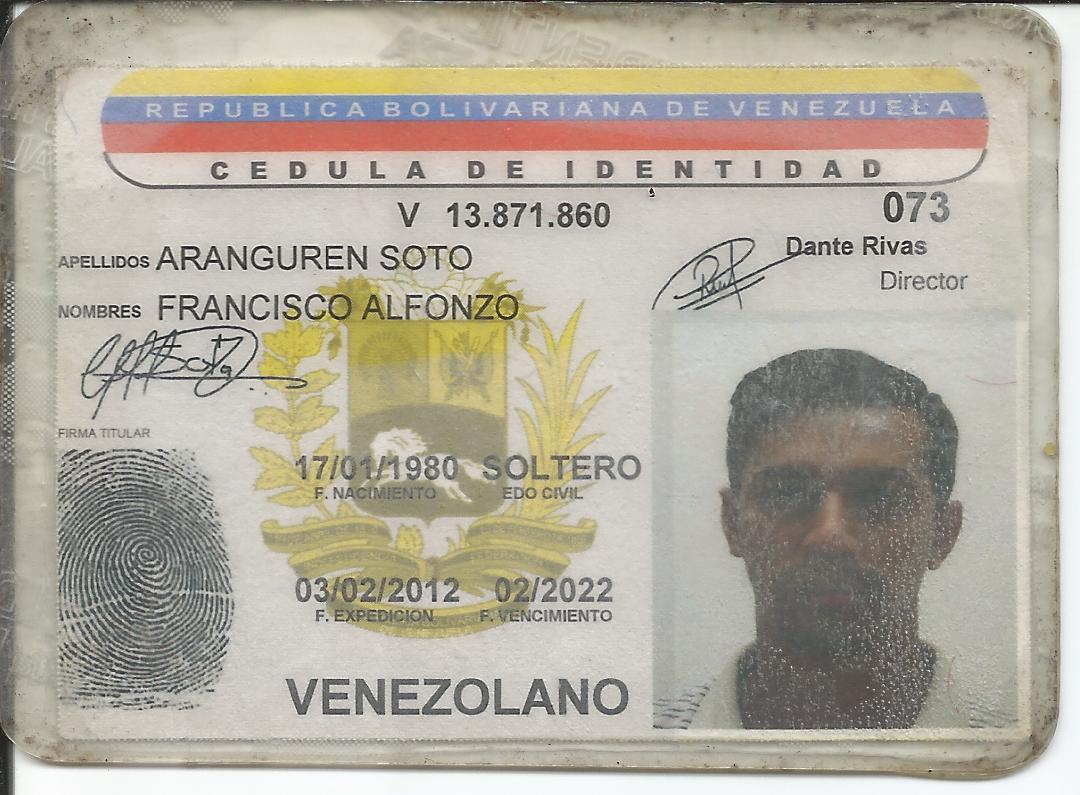 REPUBLICA BOLIVARIANA DE VENEZUELA
CEDULA DE IDENTIDAD
V 13.871.860 073
APELLIDOS ARANGUREN SOTO
Dante Rivas
Director
NOMBRES FRANCISCO ALFONZO
FIRMA TITULAR
17/01/1980 SOLTERO
F. NACIMIENTO EDO CIVIL
03/02/2012 02/2022
F. EXPEDICION F. VENCIMIENTO
VENEZOLANO